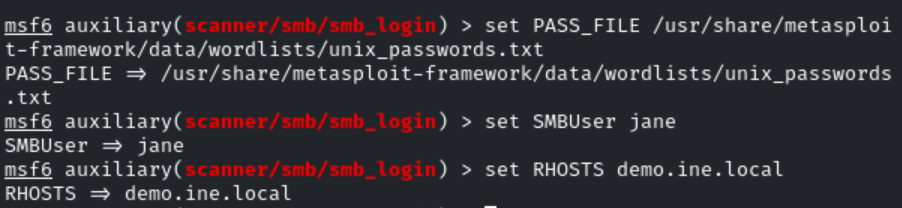 msf6 auxiliary(scanner/smb/smb_login) > set PASS_FILE /usr/share/metasploi
t-framework/data/wordlists/unix_passwords.txt
PASS_FILE ⇒ /usr/share/metasploit-framework/data/wordlists/unix_passwords
.txt
msf6 auxiliary(scanner/smb/smb_login) > set SMBUser jane
SMBUser ⇒ jane
msf6 auxiliary(scanner/smb/smb_login) > set RHOSTS demo.ine.local
RHOSTS ⇒ demo.ine.local